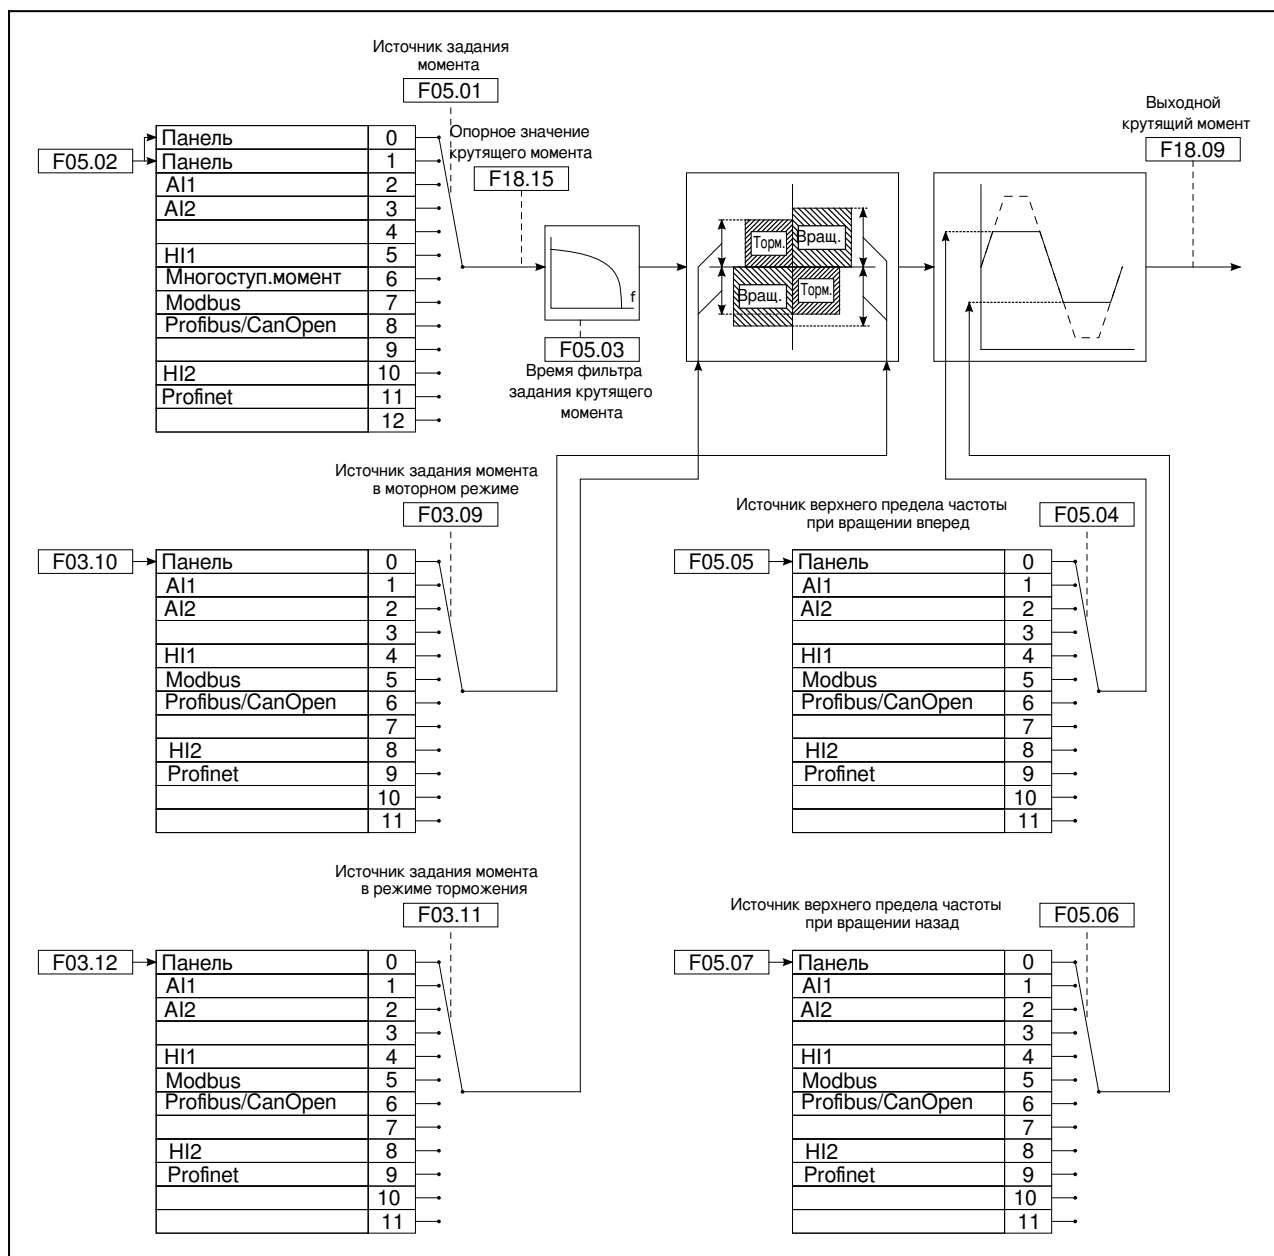 Источник задания
момента
F05.01
F05.02
Панель 0
Панель 1
AI1 2
AI2 3
4
HI1 5
Многоступ.момент 6
Modbus 7
Profibus/CanOpen 8
9
HI2 10
Profinet 11
12
Опорное значение
крутящего момента
F18.15
f
F05.03
Время фильтра
задания крутящего
момента
Торм.
Вращ.
Вращ.
Торм.
Выходной
крутящий момент
F18.09
Источник задания момента
в моторном режиме
F03.09
F03.10
Панель 0
AI1 1
AI2 2
3
HI1 4
Modbus 5
Profibus/CanOpen 6
7
HI2 8
Profinet 9
10
11
Источник верхнего предела частоты
при вращении вперед
F05.04
F05.05
Панель 0
AI1 1
AI2 2
3
HI1 4
Modbus 5
Profibus/CanOpen 6
7
HI2 8
Profinet 9
10
11
Источник задания момента
в режиме торможения
F03.11
F03.12
Панель 0
AI1 1
AI2 2
3
HI1 4
Modbus 5
Profibus/CanOpen 6
7
HI2 8
Profinet 9
10
11
Источник верхнего предела частоты
при вращении назад
F05.06
F05.07
Панель 0
AI1 1
AI2 2
3
HI1 4
Modbus 5
Profibus/CanOpen 6
7
HI2 8
Profinet 9
10
11